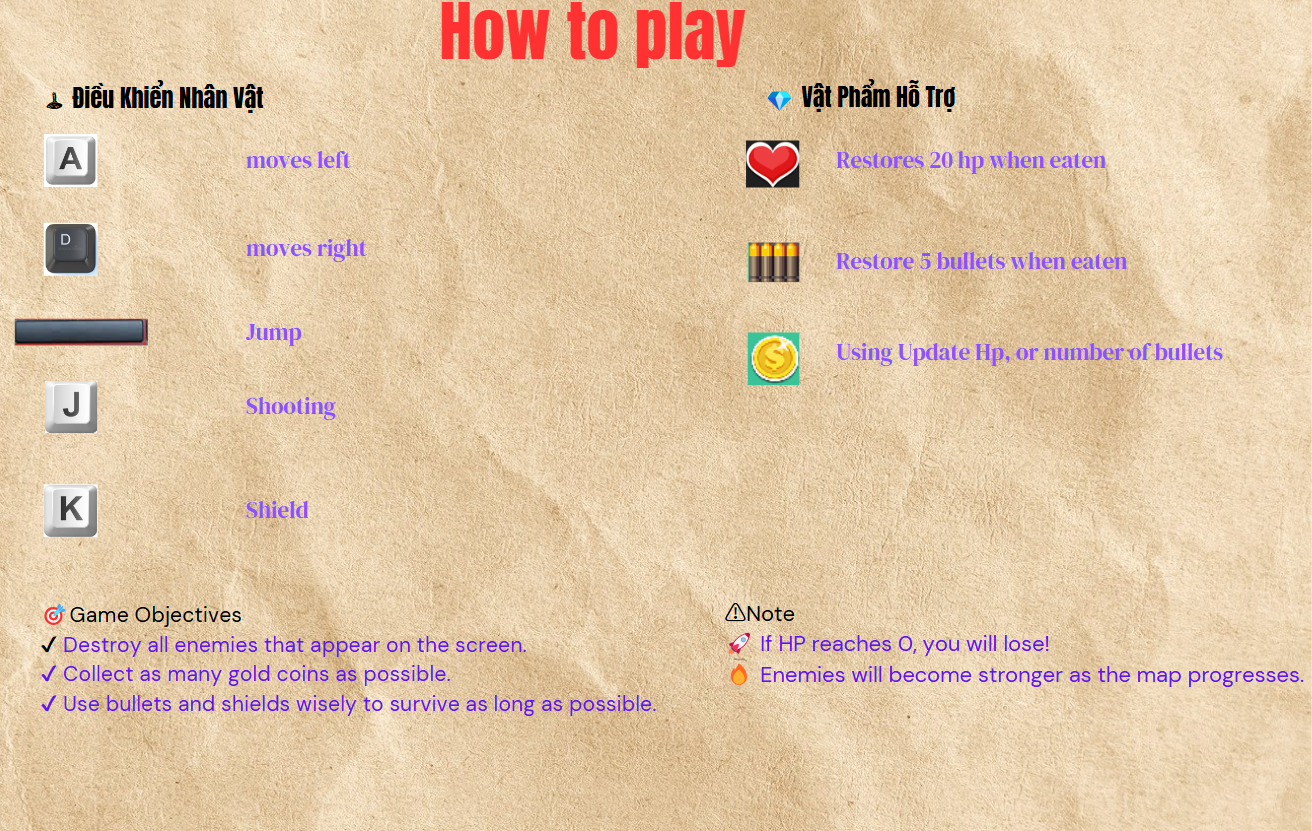 How to play
Điều Khiển Nhân Vật
A moves left
D moves right
Jump
J Shooting
K Shield
Vật Phẩm Hỗ Trợ
Restores 20 hp when eaten
Restore 5 bullets when eaten
$ Using Update Hp, or number of bullets
🎯 Game Objectives
✔ Destroy all enemies that appear on the screen.
✔ Collect as many gold coins as possible.
✔ Use bullets and shields wisely to survive as long as possible.
⚠Note
🚀 If HP reaches 0, you will lose!
🔥 Enemies will become stronger as the map progresses.